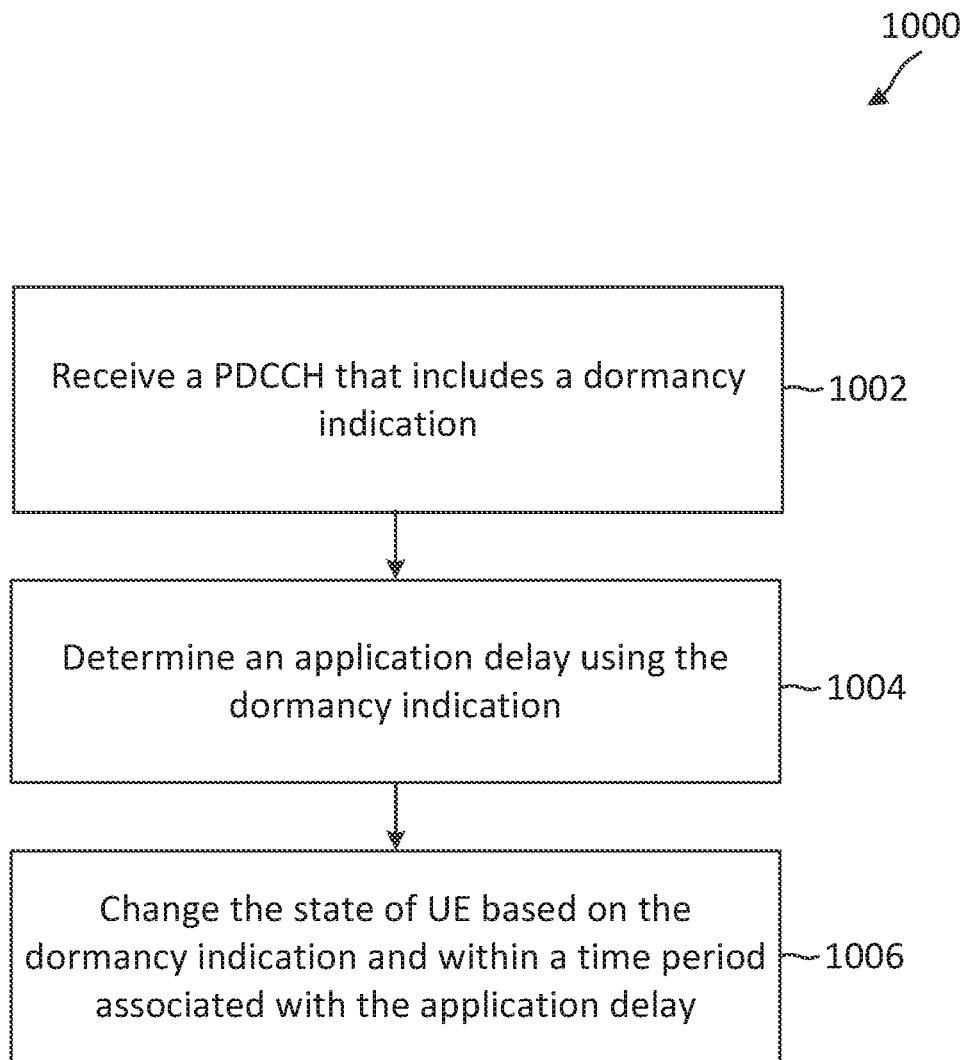 1000
Receive a PDCCH that includes a dormancy
indication
1002
Determine an application delay using the
dormancy indication
1004
Change the state of UE based on the
dormancy indication and within a time period
associated with the application delay
1006